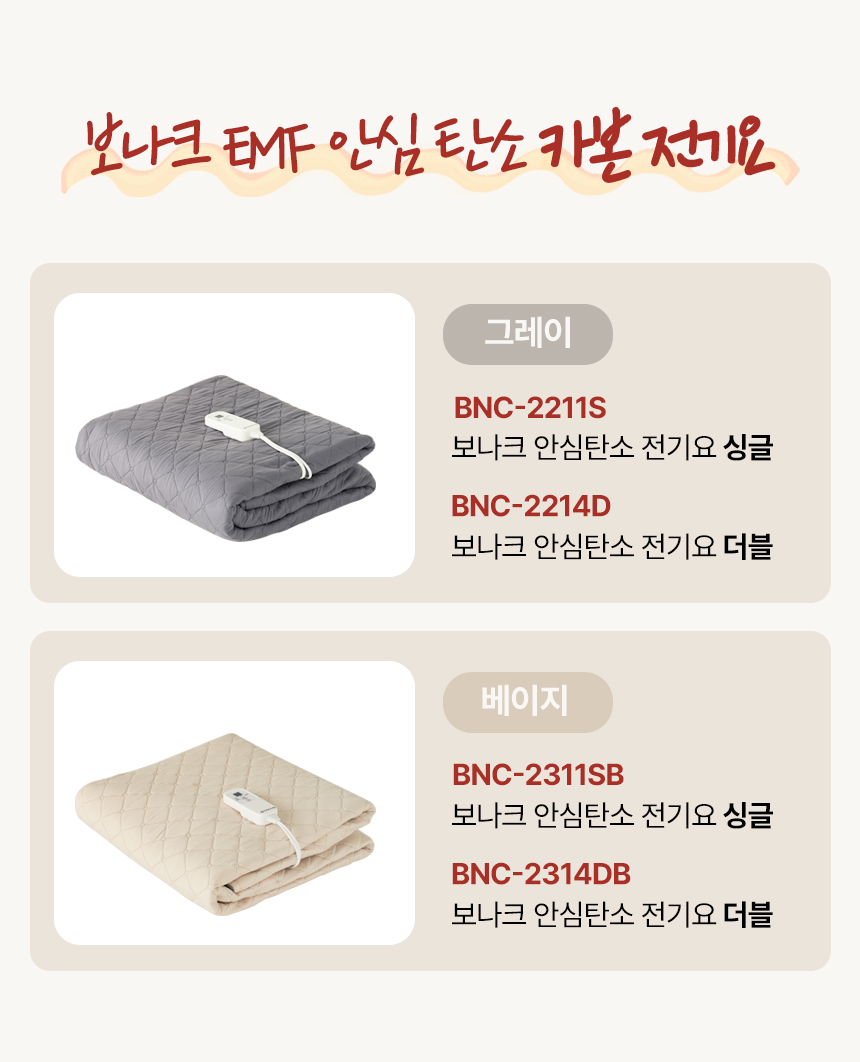 보나크 EMF 안심 탄소 카본 전기요
그레이
BNC-2211S
보나크 안심탄소 전기요 싱글
BNC-2214D
보나크 안심탄소 전기요 더블
베이지
BNC-2311SB
보나크 안심탄소 전기요 싱글
BNC-2314DB
보나크 안심탄소 전기요 더블